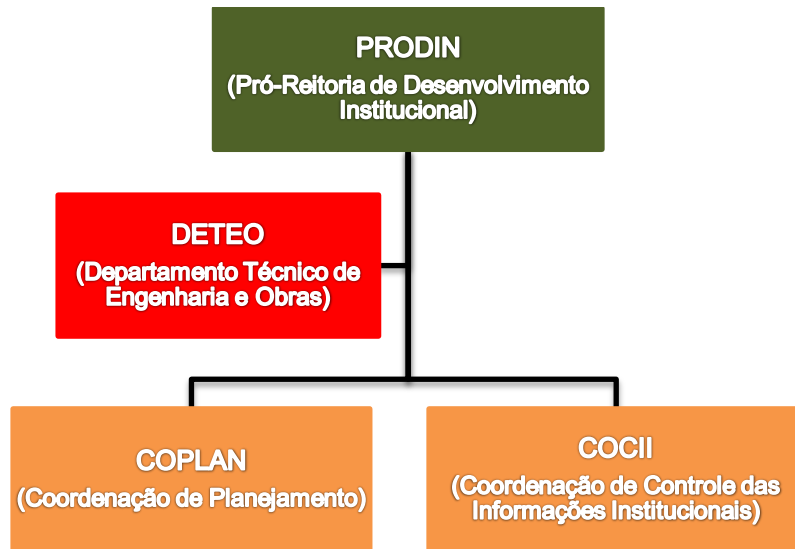 PRODIN
(Pró-Reitoria de Desenvolvimento
Institucional)
DETEO
(Departamento Técnico de
Engenharia e Obras)
COPLAN
(Coordenação de Planejamento)
COCII
(Coordenação de Controle das
Informações Institucionais)